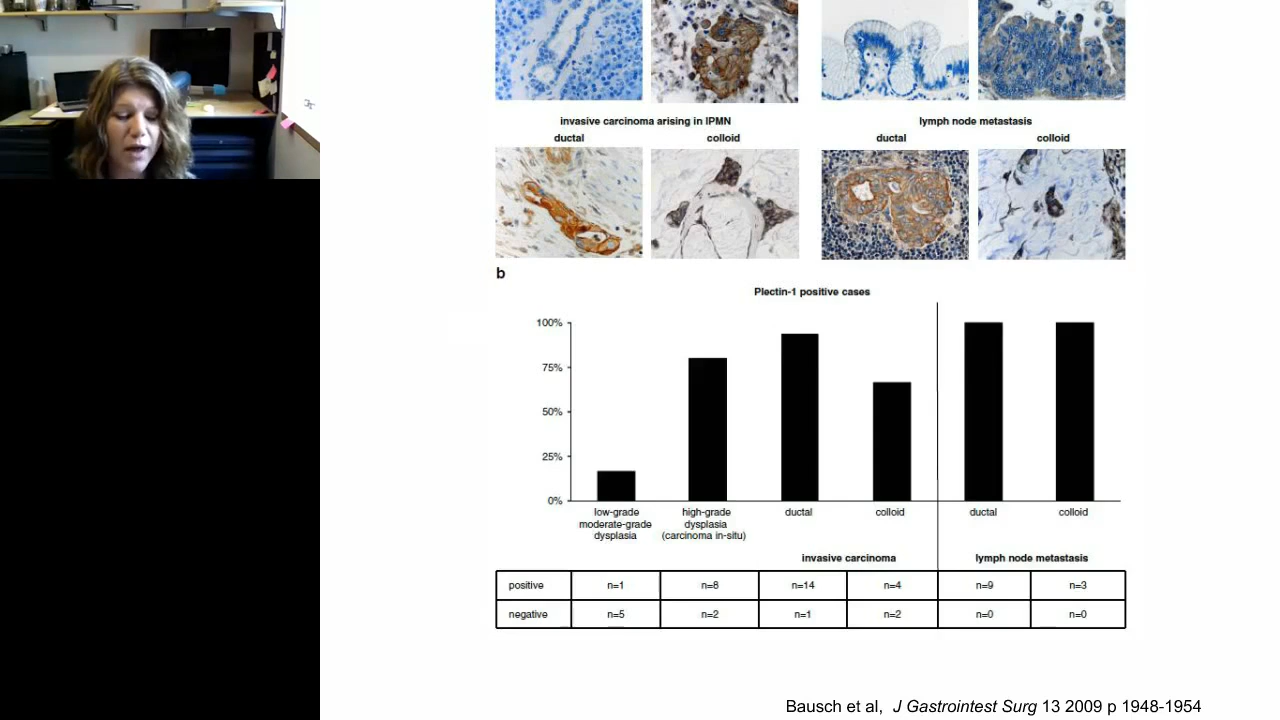 invasive carcinoma arising in IPMN lymph node metastasis
ductal colloid ductal colloid
b
Plectin-1 positive cases
100%
75%
50%
25%
0%
low-grade moderate-grade dysplasia
high-grade dysplasia (carcinoma in-situ)
ductal
colloid
ductal
colloid
invasive carcinoma lymph node metastasis
positive n=1 n=8 n=14 n=4 n=9 n=3
negative n=5 n=2 n=1 n=2 n=0 n=0
Bausch et al, J Gastrointest Surg 13 2009 p 1948-1954